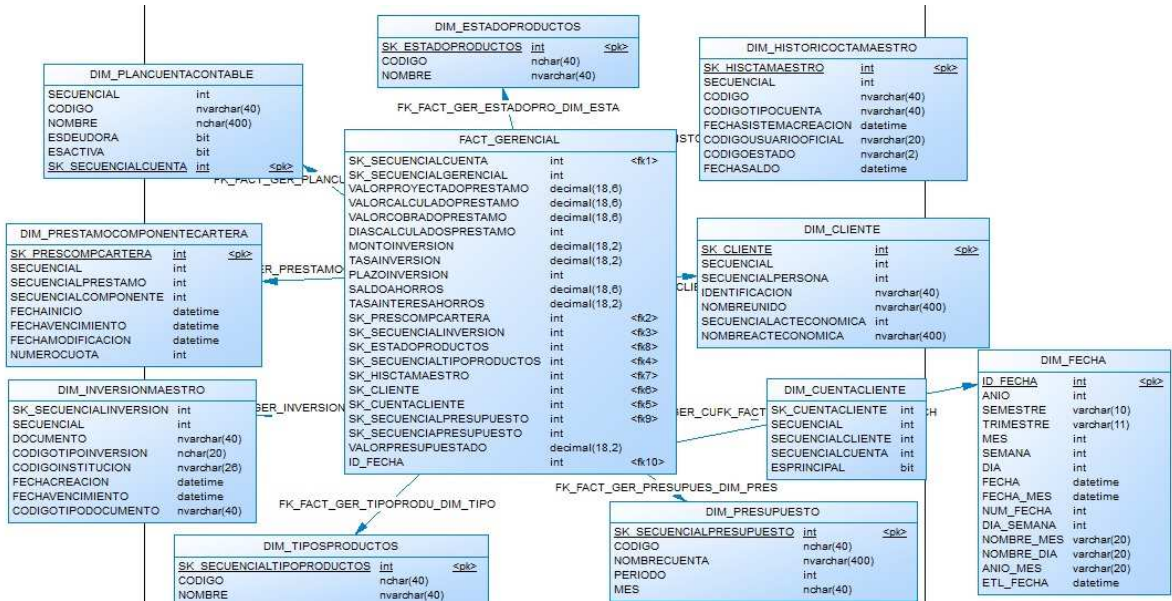 DIM_ESTADOPRODUCTOS
SK_ESTADOPRODUCTOS int <pk>
CODIGO nchar(40)
NOMBRE nvarchar(40)
DIM_HISTORICOCTAMAESTRO
SK_HISCTAMAESTRO int <pk>
SECUENCIAL int
CODIGO nvarchar(40)
CODIGOTIPOCUENTA nvarchar(40)
FECHASISTEMACREACION datetime
CODIGOUSUARIOOFICIAL nvarchar(20)
CODIGOESTADO nvarchar(2)
FECHASALDO datetime
DIM_PLANCUENTACONTABLE
SECUENCIAL int
CODIGO nvarchar(40)
NOMBRE nchar(400)
ESDEUDORA bit
ESACTIVA bit
SK_SECUENCIALCUENTA int <pk>
FK_FACT_GER_ESTADOPRO_DIM_ESTA
FK_FACT_GER_PLANCU
FACT_GERENCIAL
SK_SECUENCIALCUENTA int <fk1>
SK_SECUENCIALGERENCIAL int
VALORPROYECTADOPRESTAMO decimal(18,6)
VALORCALCULADOPRESTAMO decimal(18,6)
VALORCOBRADOPRESTAMO decimal(18,6)
DIASCALCULADOSPRESTAMO int
MONTOINVERSION decimal(18,2)
TASAINVERSION decimal(18,2)
PLAZOINVERSION int
SALDOAHORROS decimal(18,6)
TASAINTERESAHORROS decimal(18,2)
SK_PRESCOMPCARTERA int <fk2>
SK_SECUENCIALINVERSION int <fk3>
SK_ESTADOPRODUCTOS int <fk8>
SK_SECUENCIALTIPOPRODUCTOS int <fk4>
SK_HISCTAMAESTRO int <fk7>
SK_CLIENTE int <fk6>
SK_CUENTACLIENTE int <fk5>
SK_SECUENCIALPRESUPUESTO int <fk9>
SK_SECUENCIAPRESUPUESTO int
VALORPRESUPUESTADO decimal(18,2)
ID_FECHA int <fk10>
DIM_PRESTAMOCOMPONENTECARTERA
SK_PRESCOMPCARTERA int <pk>
SECUENCIAL int
SECUENCIALPRESTAMO int
SECUENCIALCOMPONENTE int
FECHAINICIO datetime
FECHAVENCIMIENTO datetime
FECHAMODIFICACION datetime
NUMEROCUOTA int
ER_PRESTAMO
DIM_CLIENTE
SK_CLIENTE int <pk>
SECUENCIAL int
SECUENCIALPERSONA int
IDENTIFICACION nvarchar(40)
NOMBREUNIDO nvarchar(400)
SECUENCIALACTECONOMICA int
NOMBREACTECONOMICA nvarchar(400)
DIM_INVERSIONMAESTRO
SK_SECUENCIALINVERSION int
SECUENCIAL int
DOCUMENTO nvarchar(40)
CODIGOTIPOINVERSION nchar(20)
CODIGOINSTITUCION nvarchar(26)
FECHACREACION datetime
FECHAVENCIMIENTO datetime
CODIGOTIPODOCUMENTO nvarchar(40)
GER_INVERSION
DIM_CUENTACLIENTE
SK_CUENTACLIENTE int
SECUENCIAL int
SECUENCIALCLIENTE int
SECUENCIALCUENTA int
ESPRINCIPAL bit
GER_CUFK_FACT
CH
DIM_FECHA
ID_FECHA int <pk>
ANIO int
SEMESTRE varchar(10)
TRIMESTRE varchar(11)
MES int
SEMANA int
DIA int
FECHA datetime
FECHA_MES datetime
NUM_FECHA int
DIA_SEMANA int
NOMBRE_MES varchar(20)
NOMBRE_DIA varchar(20)
ANIO_MES varchar(20)
ETL_FECHA datetime
FK_FACT_GER_TIPOPRODU_DIM_TIPO
FK_FACT_GER_PRESUPUES_DIM_PRES
DIM_TIPOSPRODUCTOS
SK_SECUENCIALTIPOPRODUCTOS int <pk>
CODIGO nchar(40)
NOMBRE nvarchar(40)
DIM_PRESUPUESTO
SK_SECUENCIALPRESUPUESTO int <pk>
CODIGO nchar(40)
NOMBRECUENTA nvarchar(400)
PERIODO int
MES nchar(40)